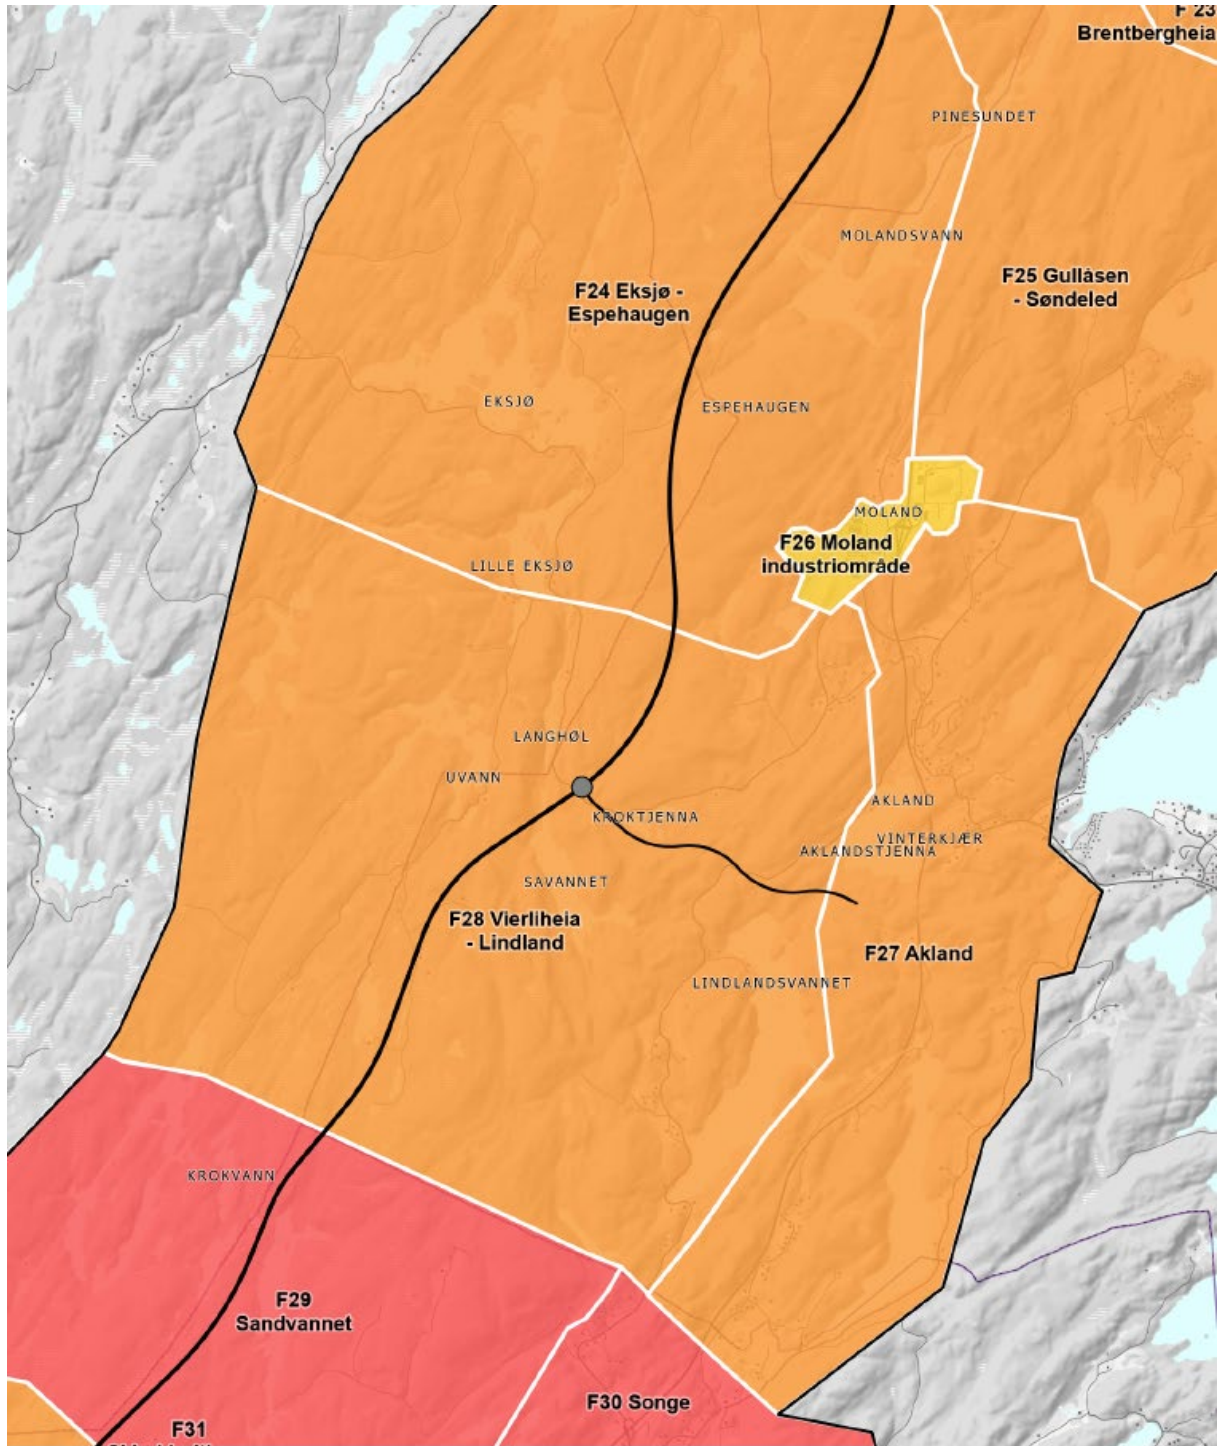 F 23
Brentbergheia
PINESUNDET
MOLANDSVANN
F25 Gullåsen
- Søndeled
F24 Eksjø -
Espehaugen
EKSJØ
ESPEHAUGEN
MOLAND
F26 Moland
industriområde
LILLE EKSJØ
LANGHØL
UVANN
KROKTJENNA
AKLAND
VINTERKJÆR
AKLANDSTJENNA
SAVANNET
F28 Vierliheia
- Lindland
F27 Akland
LINDLANDSVANNET
KROKVANN
F29
Sandvannet
F30 Songe
F31